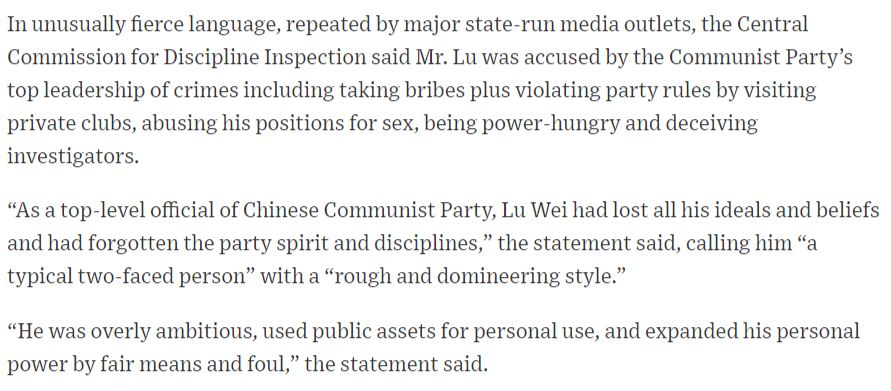 In unusually fierce language, repeated by major state-run media outlets, the Central
Commission for Discipline Inspection said Mr. Lu was accused by the Communist Party’s
top leadership of crimes including taking bribes plus violating party rules by visiting
private clubs, abusing his positions for sex, being power-hungry and deceiving
investigators.
“As a top-level official of Chinese Communist Party, Lu Wei had lost all his ideals and beliefs
and had forgotten the party spirit and disciplines,” the statement said, calling him “a
typical two-faced person” with a “rough and domineering style.”
“He was overly ambitious, used public assets for personal use, and expanded his personal
power by fair means and foul,” the statement said.